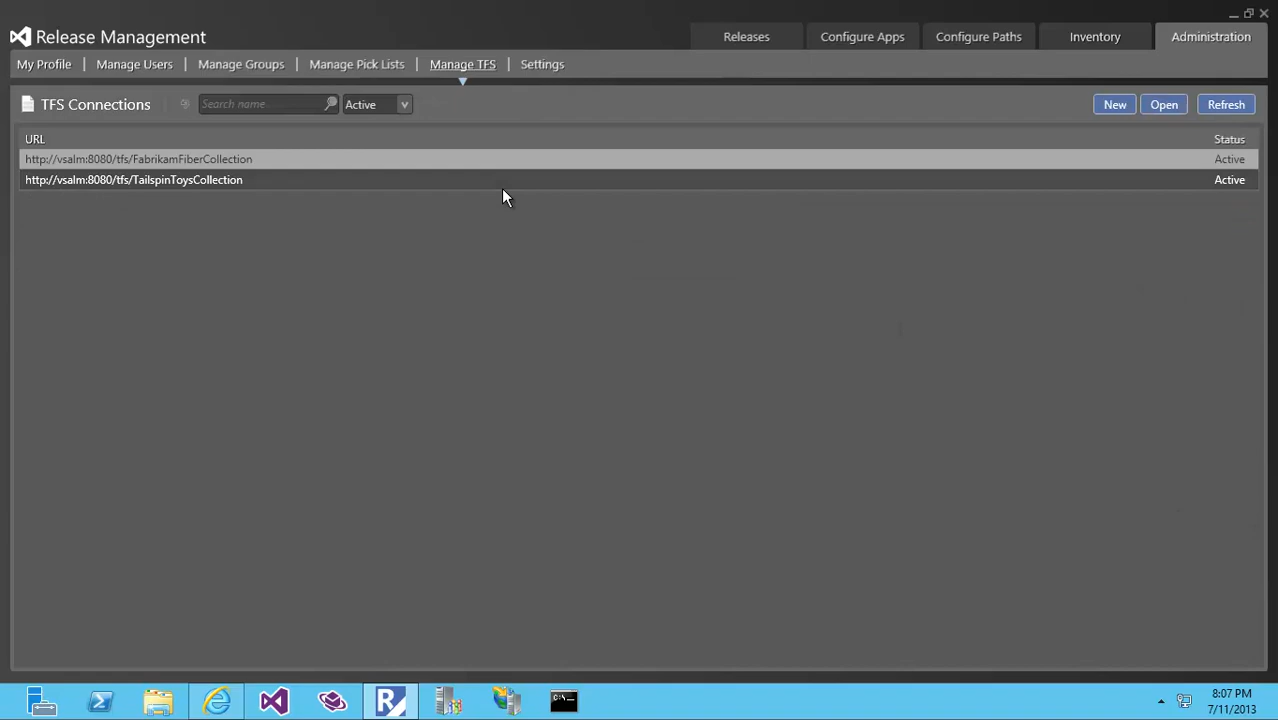 Release Management
Releases
Configure Apps
Configure Paths
Inventory
Administration
My Profile | Manage Users | Manage Groups | Manage Pick Lists | Manage TFS | Settings
TFS Connections
Search name...
Active
New
Open
Refresh
URL
Status
http://vsalm:8080/tfs/FabrikamFiberCollection
Active
http://vsalm:8080/tfs/TailspinToysCollection
Active
8:07 PM
7/11/2013